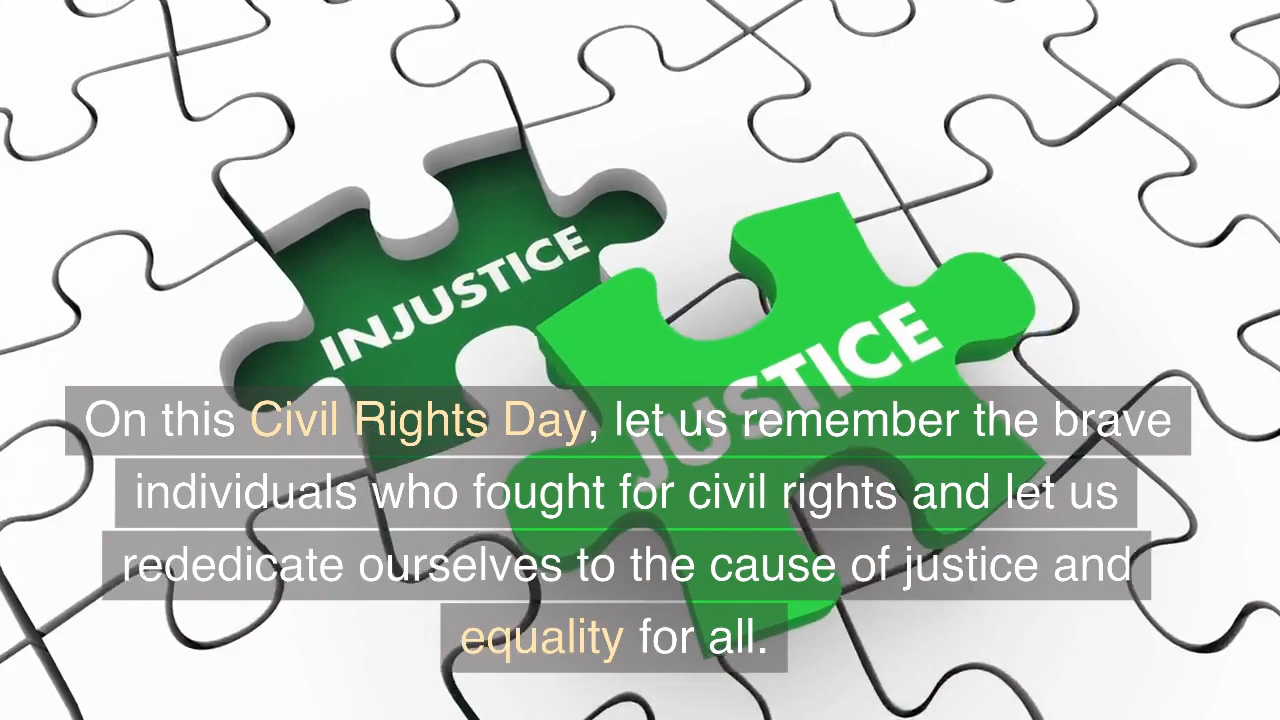 INJUSTICE
JUSTICE
On this Civil Rights Day, let us remember the brave
individuals who fought for civil rights and let us
rededicate ourselves to the cause of justice and
equality for all.